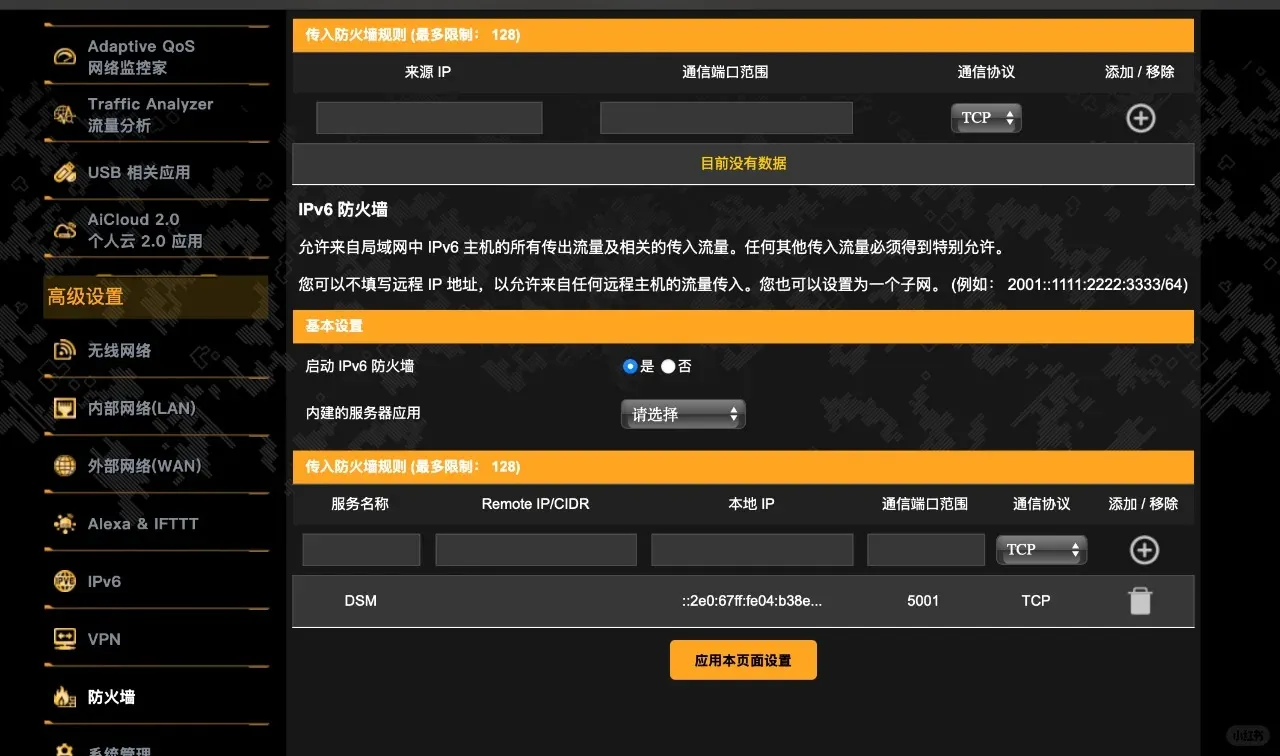 Adaptive QoS
网络监控家
Traffic Analyzer
流量分析
USB 相关应用
AiCloud 2.0
个人云 2.0 应用
高级设置
无线网络
内部网络(LAN)
外部网络(WAN)
Alexa & IFTTT
IPv6
VPN
防火墙
系统管理
传入防火墙规则 (最多限制： 128)
来源 IP 通信端口范围 通信协议 添加 / 移除
TCP
目前没有数据
IPv6 防火墙
允许来自局域网中 IPv6 主机的所有传出流量及相关的传入流量。任何其他传入流量必须得到特别允许。
您可以不填写远程 IP 地址，以允许来自任何远程主机的流量传入。您也可以设置为一个子网。 (例如： 2001::1111:2222:3333/64)
基本设置
启动 IPv6 防火墙 是 否
内建的服务器应用 请选择
传入防火墙规则 (最多限制： 128)
服务名称 Remote IP/CIDR 本地 IP 通信端口范围 通信协议 添加 / 移除
TCP
DSM ::2e0:67ff:fe04:b38e... 5001 TCP
应用本页面设置
小红书